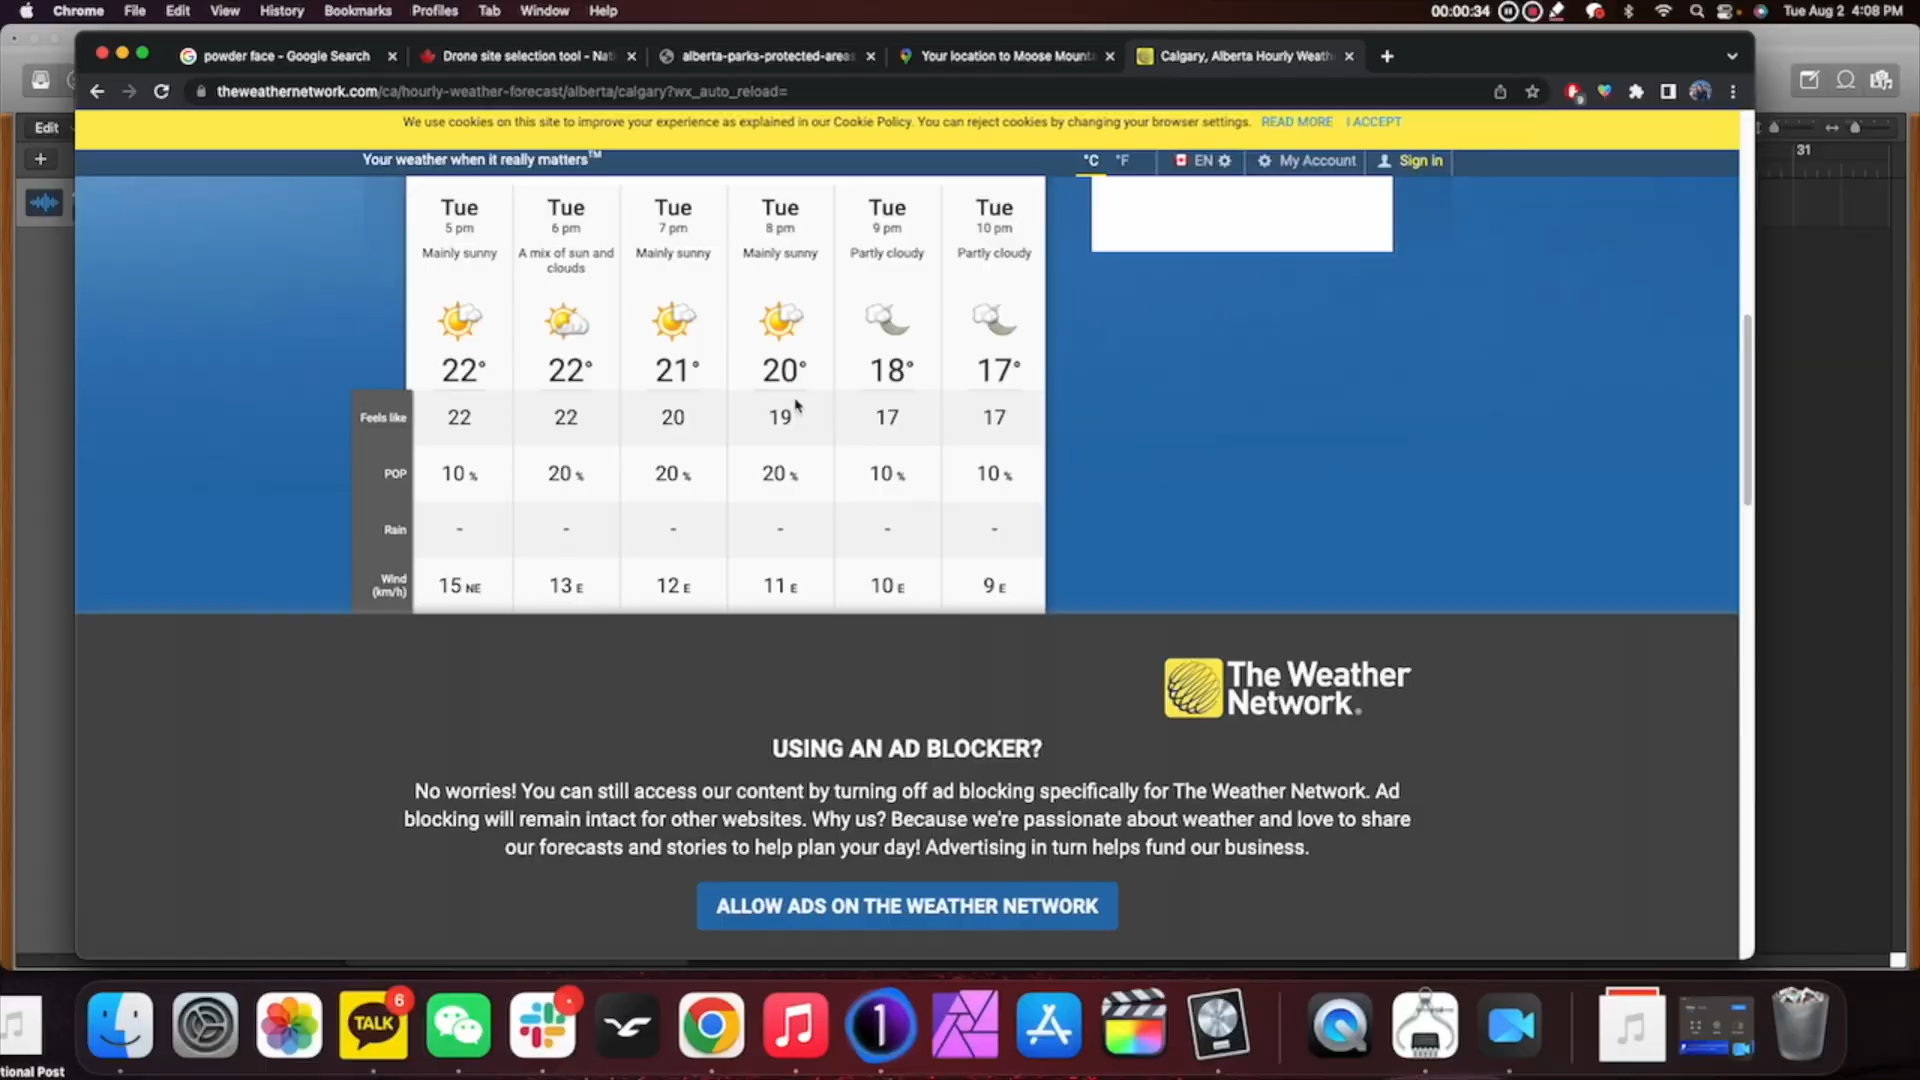 Chrome File Edit View History Bookmarks Profiles Tab Window Help 00:00:34 Tue Aug 2 4:08 PM
powder face - Google Search Drone site selection tool - Nati alberta-parks-protected-areas Your location to Moose Mounta Calgary, Alberta Hourly Weathe
theweathernetwork.com/ca/hourly-weather-forecast/alberta/calgary?wx_auto_reload=
9
We use cookies on this site to improve your experience as explained in our Cookie Policy. You can reject cookies by changing your browser settings. READ MORE I ACCEPT
Edit
31
Your weather when it really matters™ °C °F EN My Account Sign in
Tue Tue Tue Tue Tue Tue
5 pm 6 pm 7 pm 8 pm 9 pm 10 pm
Mainly sunny A mix of sun and Mainly sunny Mainly sunny Partly cloudy Partly cloudy
clouds
22° 22° 21° 20° 18° 17°
Feels like 22 22 20 19 17 17
POP 10 % 20 % 20 % 20 % 10 % 10 %
Rain - - - - - -
Wind
(km/h) 15 NE 13 E 12 E 11 E 10 E 9 E
The Weather
Network.
USING AN AD BLOCKER?
No worries! You can still access our content by turning off ad blocking specifically for The Weather Network. Ad
blocking will remain intact for other websites. Why us? Because we're passionate about weather and love to share
our forecasts and stories to help plan your day! Advertising in turn helps fund our business.
ALLOW ADS ON THE WEATHER NETWORK
TALK 6
1
tional Post